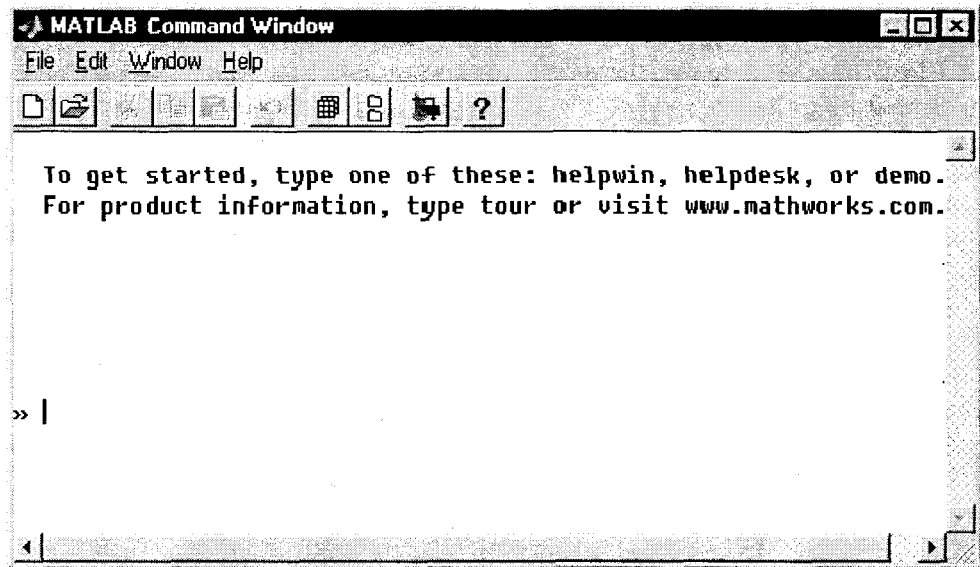 MATLAB Command Window
File Edit Window Help
?
To get started, type one of these: helpwin, helpdesk, or demo.
For product information, type tour or visit www.mathworks.com.
»